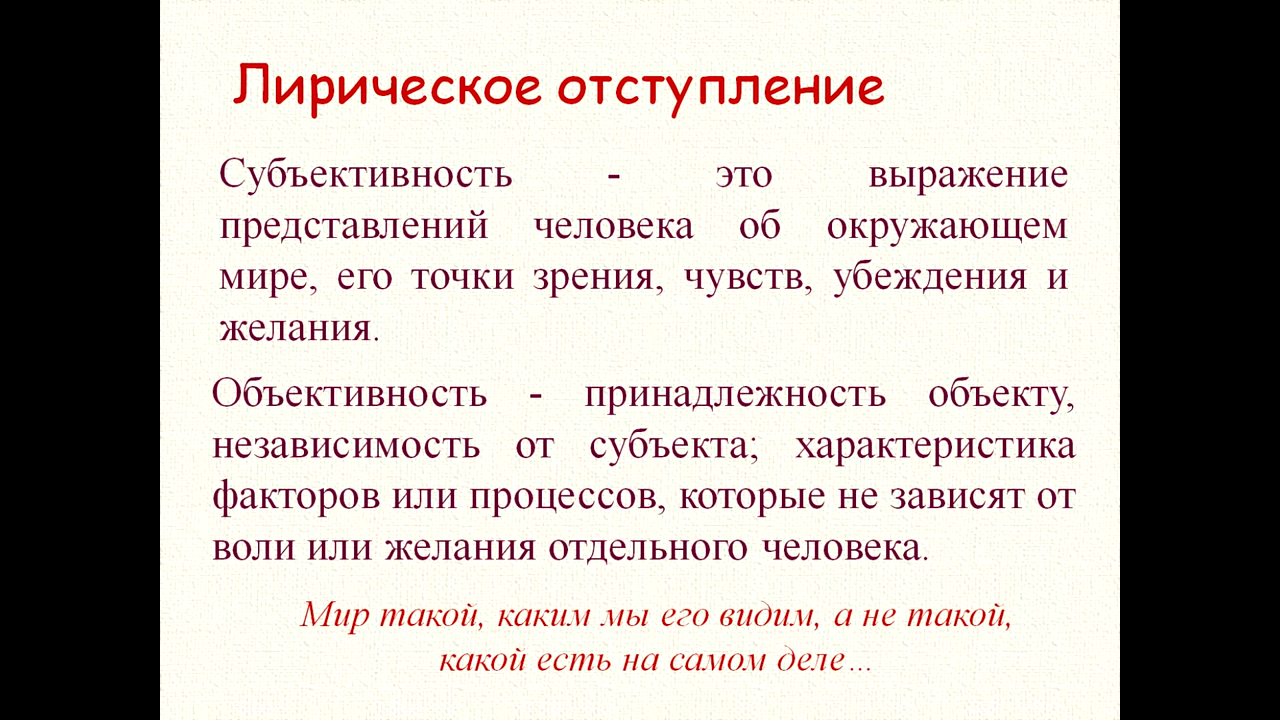 Лирическое отступление
Субъективность - это выражение
представлений человека об окружающем
мире, его точки зрения, чувств, убеждения и
желания.
Объективность - принадлежность объекту,
независимость от субъекта; характеристика
факторов или процессов, которые не зависят от
воли или желания отдельного человека.
Мир такой, каким мы его видим, а не такой,
какой есть на самом деле...